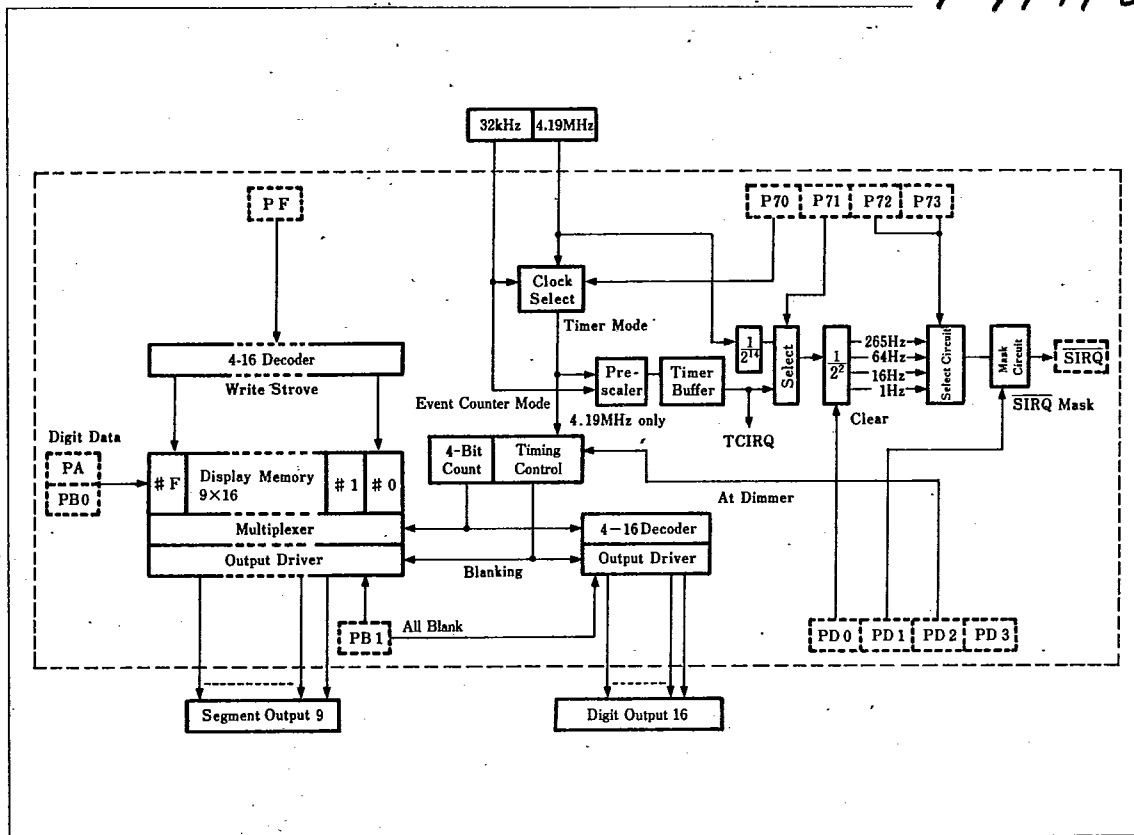 32kHz 4.19MHz
PF
P70 P71 P72 P73
Clock
Select
Timer Mode
4-16 Decoder
Write Strove
Event Counter Mode
Pre-
scaler
Timer
Buffer
4.19MHz only
TCIRQ
1
2^14
Select
1
2^2
265Hz
64Hz
16Hz
1Hz
Clear
Select Circuit
Mask
Circuit
SIRQ
SIRQ Mask
Digit Data
PA
PB0
#F
Display Memory
9×16
#1 #0
Multiplexer
Output Driver
4-Bit
Count
Timing
Control
At Dimmer
4-16 Decoder
Output Driver
Blanking
PB1
All Blank
PD0 PD1 PD2 PD3
Segment Output 9
Digit Output 16